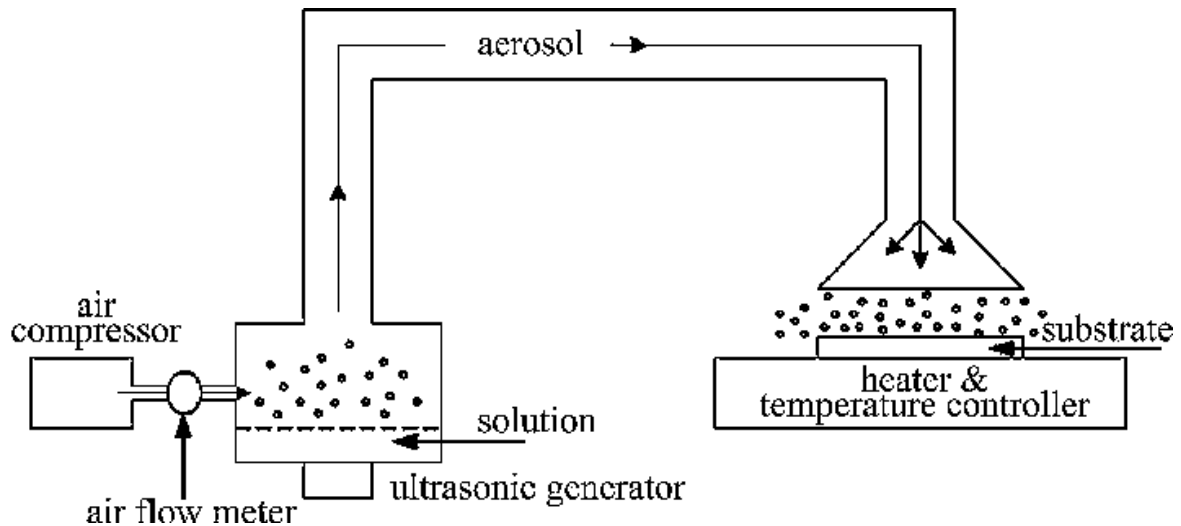 aerosol
air
compressor
substrate
heater &
temperature controller
solution
ultrasonic generator
air flow meter